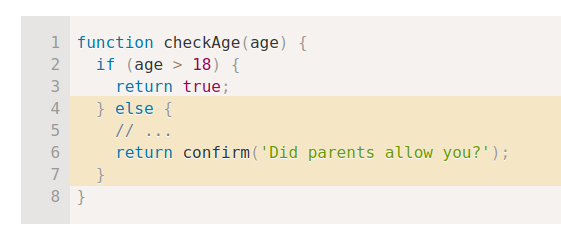 1 function checkAge(age) {
2   if (age > 18) {
3     return true;
4   } else {
5     // ...
6     return confirm('Did parents allow you?');
7   }
8 }